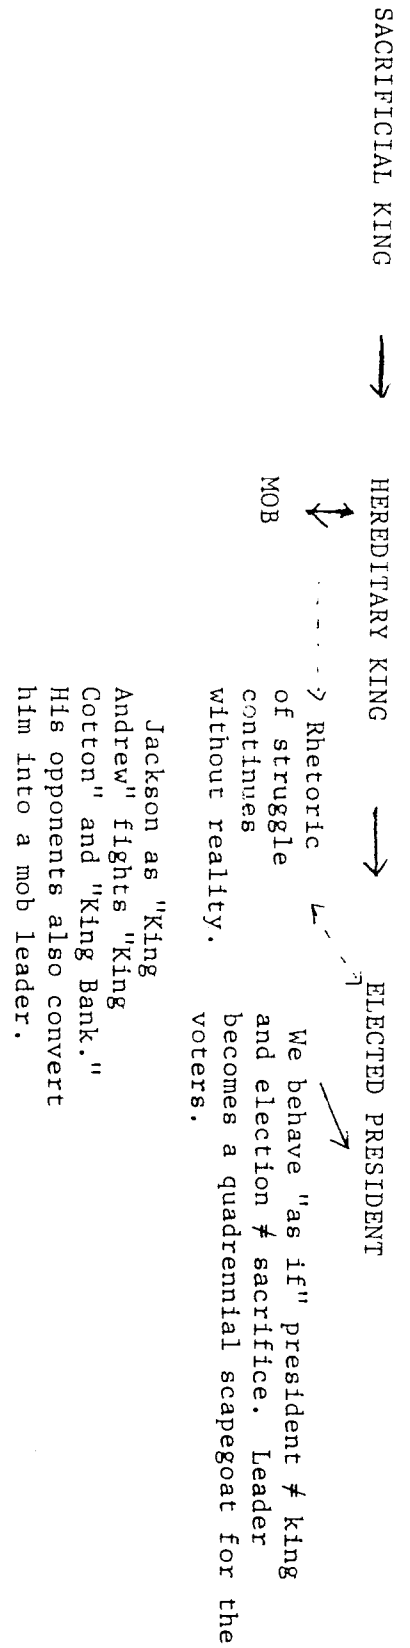 SACRIFICIAL KING → HEREDITARY KING → ELECTED PRESIDENT
MOB
Rhetoric
of struggle
continues
without reality.
We behave "as if" president ≠ king
and election ≠ sacrifice. Leader
becomes a quadrennial scapegoat for the
voters.
Jackson as "King
Andrew" fights "King
Cotton" and "King Bank."
His opponents also convert
him into a mob leader.